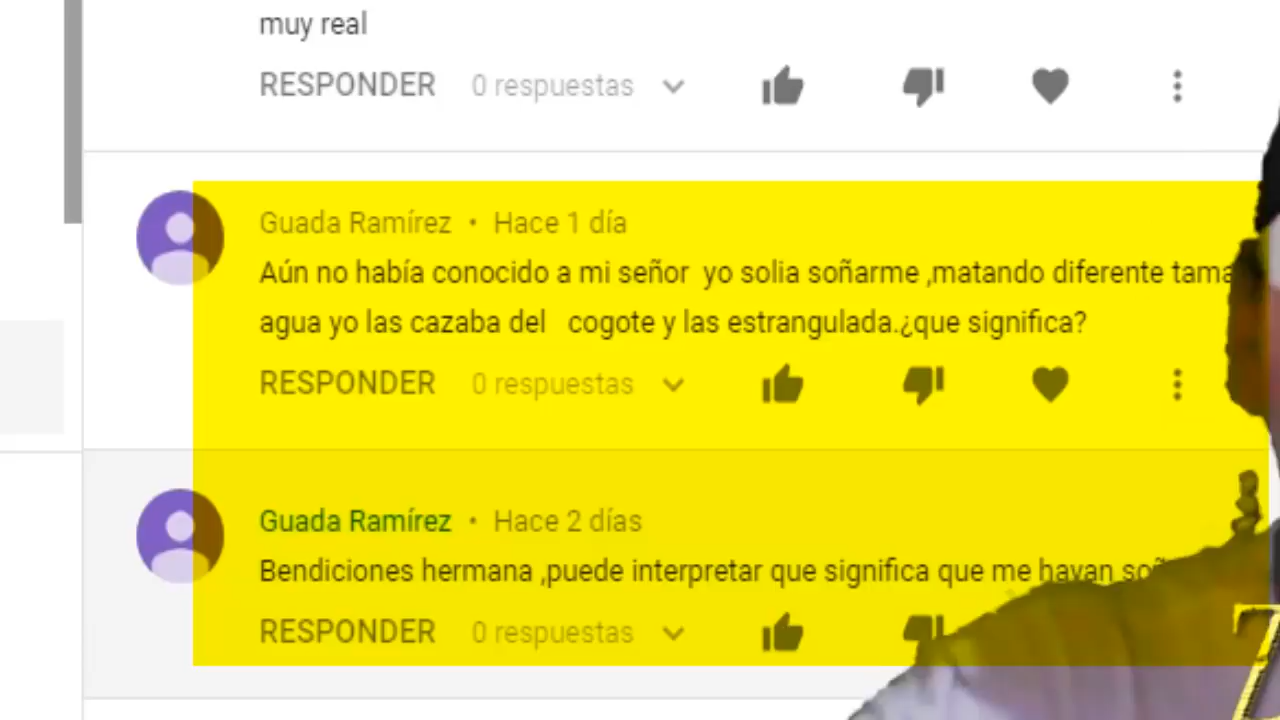 muy real
RESPONDER 0 respuestas
Guada Ramírez • Hace 1 día
Aún no había conocido a mi señor yo solia soñarme ,matando diferente
agua yo las cazaba del cogote y las estrangulada.¿que significa?
RESPONDER 0 respuestas
Guada Ramírez • Hace 2 días
Bendiciones hermana ,puede interpretar que significa que me hayan
RESPONDER 0 respuestas